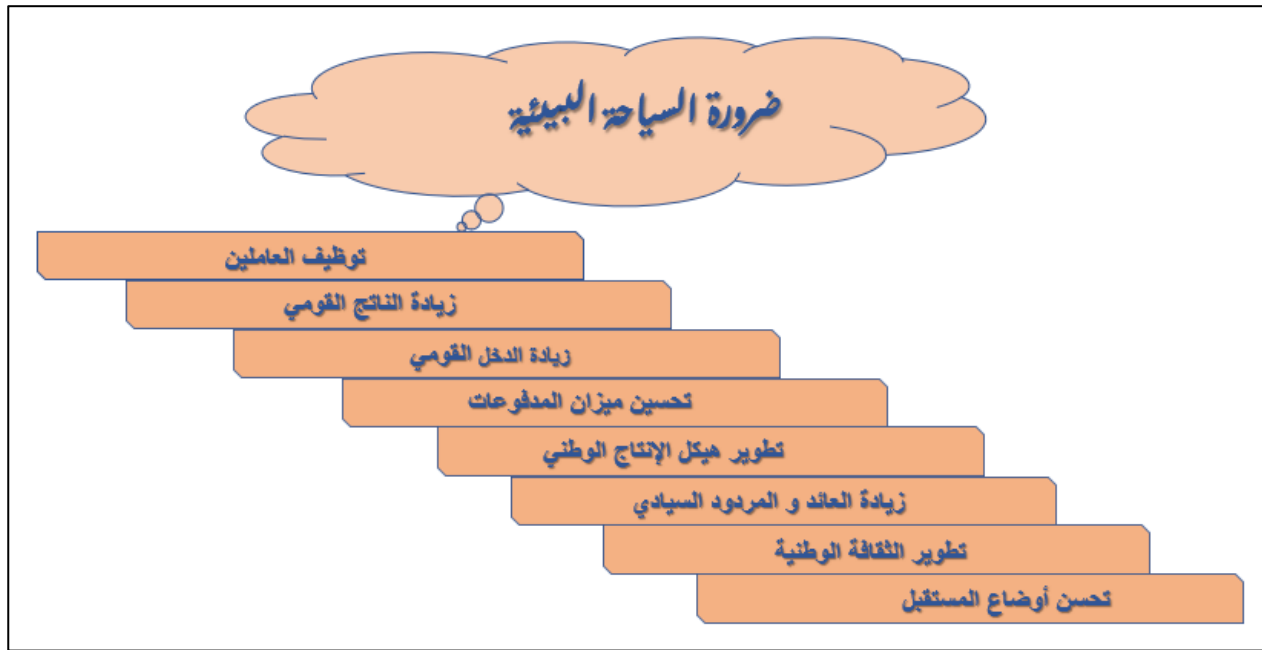 ضرورة السياحة البيئية
توظيف العاملين
زيادة الناتج القومي
زيادة الدخل القومي
تحسين ميزان المدفوعات
تطوير هيكل الإنتاج الوطني
زيادة العائد و المردود السيادي
تطوير الثقافة الوطنية
تحسن أوضاع المستقبل